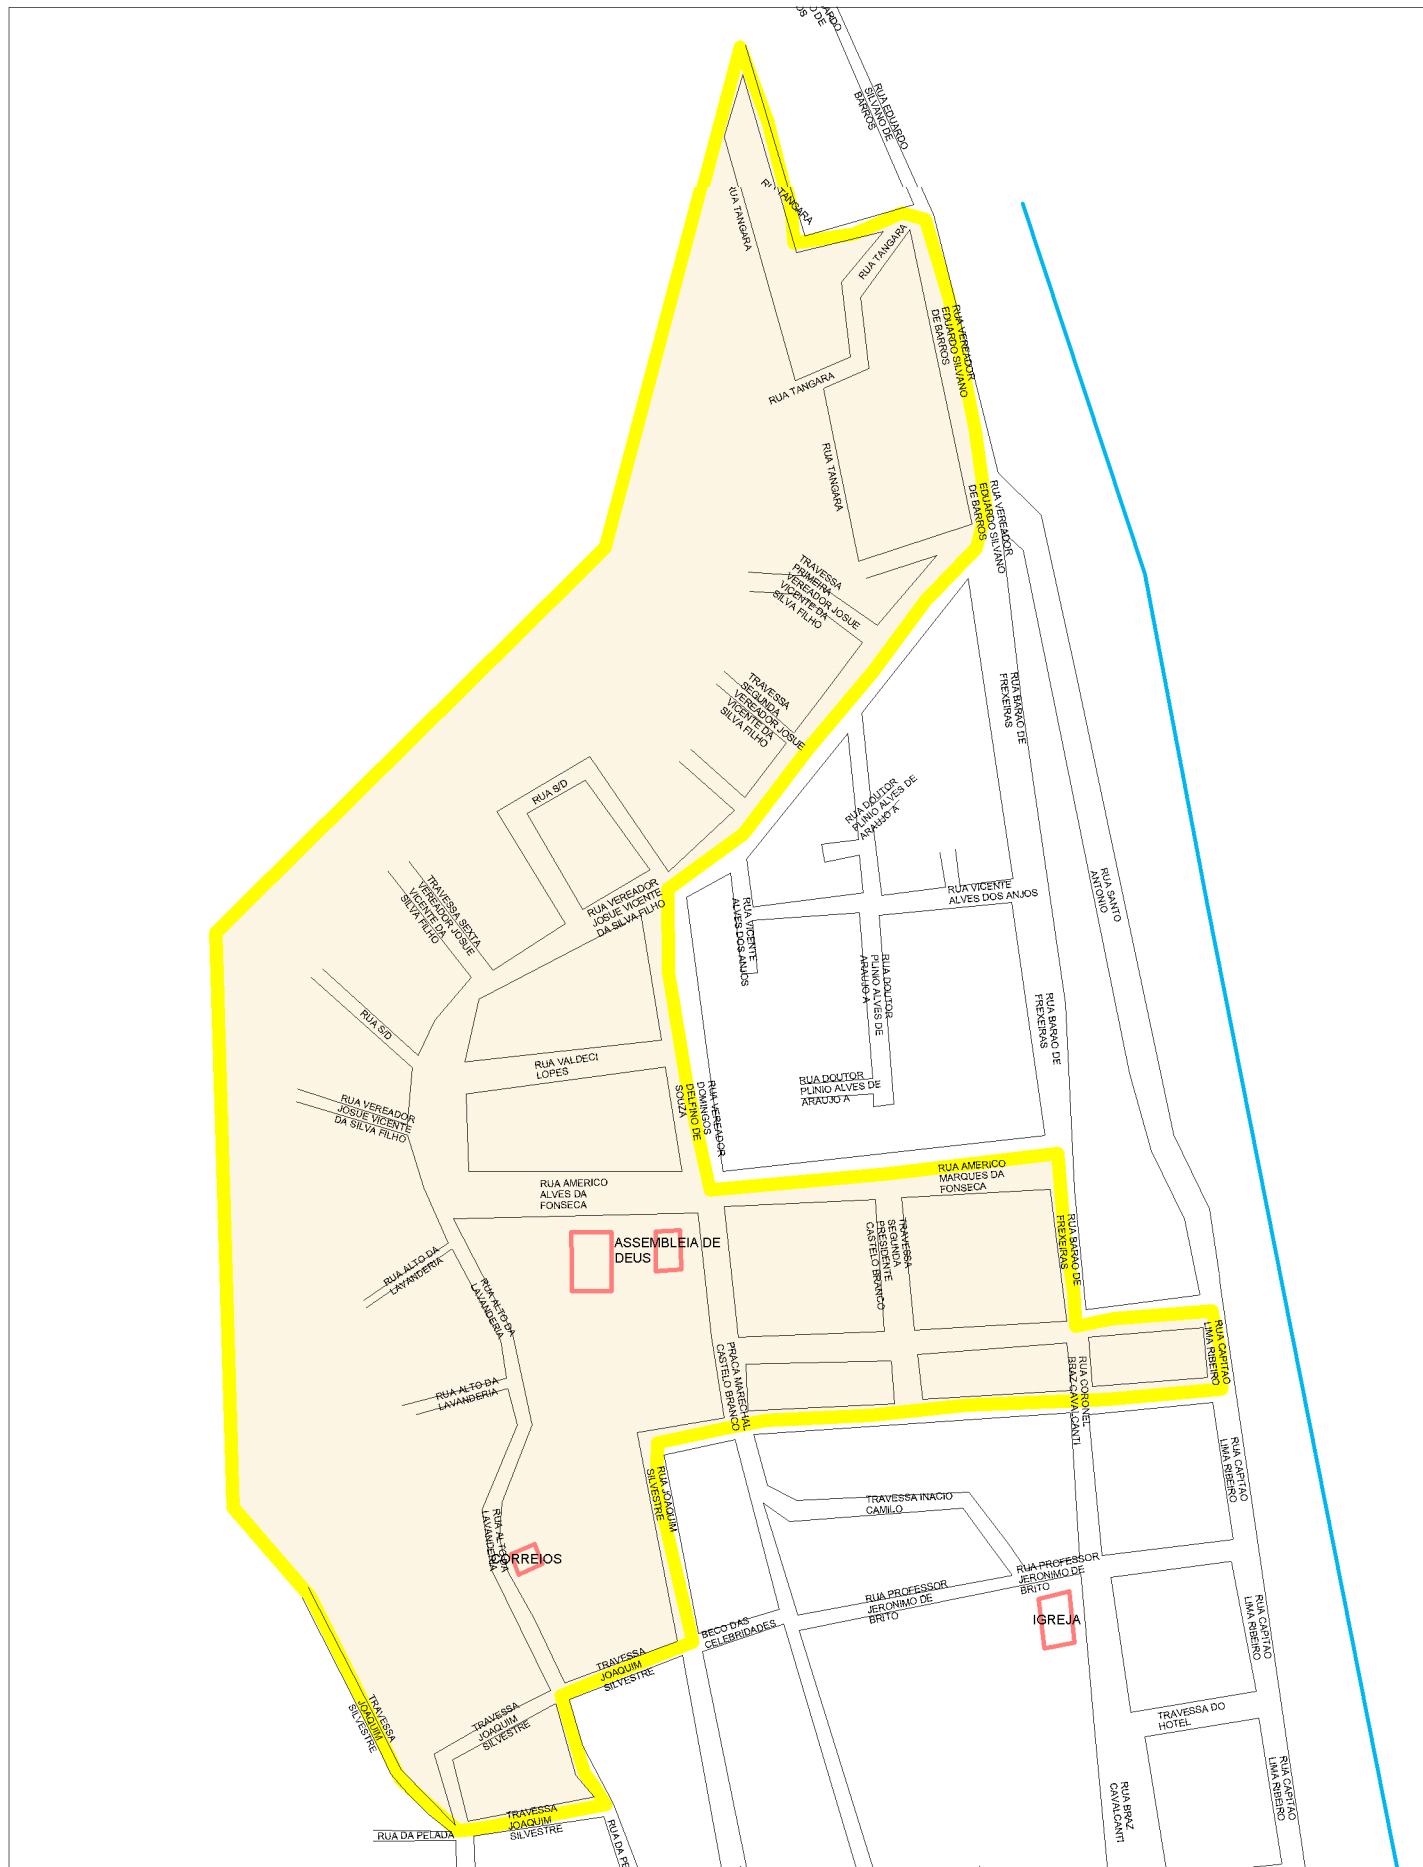 RUA EDUARDO
SILVANO DE
BARROS
TANGARA
RUA TANGARA
RUA TANGARA
RUA VEREADOR
EDUARDO SILVANO
DE BARROS
RUA TANGARA
RUA TANGARA
RUA VEREADOR
EDUARDO SILVANO
DE BARROS
TRAVESSA
PRIMEIRA
VEREADOR JOSUE
VICENTE DA
SILVA FILHO
TRAVESSA
SEGUNDA
VEREADOR JOSUE
VICENTE DA
SILVA FILHO
RUA BARAO DE
FREXEIRAS
RUA S/D
RUA DOUTOR
PLINIO ALVES DE
ARAUJO A
RUA VICENTE
ALVES DOS ANJOS
RUA SANTO
ANTONIO
TRAVESSA SEXTA
VEREADOR JOSUE
VICENTE DA
SILVA FILHO
RUA VEREADOR
JOSUE VICENTE
DA SILVA FILHO
RUA VICENTE
ALVES DOS ANJOS
RUA DOUTOR
PLINIO ALVES DE
ARAUJO A
RUA BARAO DE
FREXEIRAS
RUA S/D
RUA VALDECI
LOPES
RUA DOUTOR
PLINIO ALVES DE
ARAUJO A
RUA VEREADOR
JOSUE VICENTE
DA SILVA FILHO
RUA VEREADOR
DOMINGOS
DELFINO DE
SOUZA
RUA AMERICO
MARQUES DA
FONSECA
RUA AMERICO
ALVES DA
FONSECA
TRAVESSA
SEGUNDA
PRESIDENTE
CASTELO BRANCO
RUA BARAO DE
FREXEIRAS
ASSEMBLEIA DE
DEUS
RUA ALTO DA
LAVANDERIA
RUA ALTO DA
LAVANDERIA
RUA CAPITAO
LIMA RIBEIRO
PRACA MARECHAL
CASTELO BRANCO
RUA CORONEL
BRAZ CAVALCANTI
RUA ALTO DA
LAVANDERIA
RUA CAPITAO
LIMA RIBEIRO
RUA JOAQUIM
SILVESTRE
TRAVESSA INACIO
CAMILO
RUA ALTO DA
LAVANDERIA
CORREIOS
RUA PROFESSOR
JERONIMO DE
BRITO
RUA PROFESSOR
JERONIMO DE
BRITO
IGREJA
BECO DAS
CELEBRIDADES
RUA CAPITAO
LIMA RIBEIRO
TRAVESSA
JOAQUIM
SILVESTRE
TRAVESSA
JOAQUIM
SILVESTRE
TRAVESSA
JOAQUIM
SILVESTRE
TRAVESSA DO
HOTEL
RUA CAPITAO
LIMA RIBEIRO
RUA BRAZ
CAVALCANTI
TRAVESSA
JOAQUIM
SILVESTRE
RUA DA PELADA
RUA DA